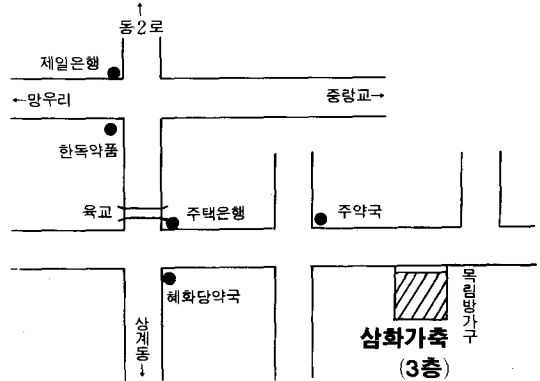 동2로
제일은행
←망우리
중랑교→
한독약품
육교
주택은행
주약국
혜화당약국
상계동
목림방가구
삼화가축
(3층)